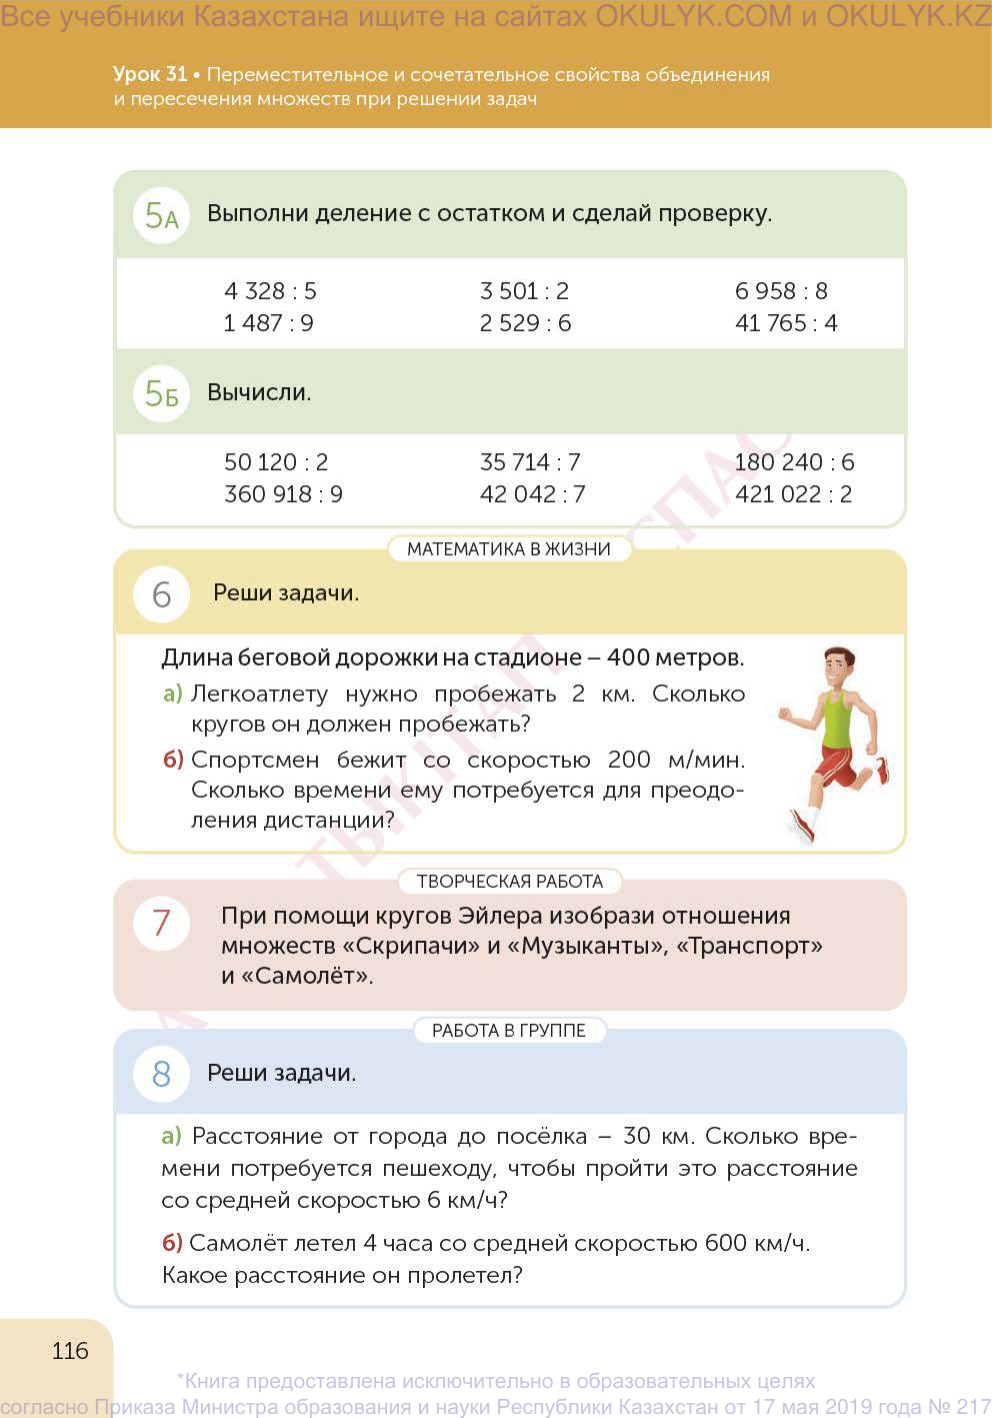 Все учебники Казахстана ищите на сайтах OKULYK.COM и OKULYK.KZ
Урок 31 • Переместительное и сочетательное свойства объединения
и пересечения множеств при решении задач
5А Выполни деление с остатком и сделай проверку.
4 328 : 5 3 501 : 2 6 958 : 8
1 487 : 9 2 529 : 6 41 765 : 4
5Б Вычисли.
50 120 : 2 35 714 : 7 180 240 : 6
360 918 : 9 42 042 : 7 421 022 : 2
МАТЕМАТИКА В ЖИЗНИ
6 Реши задачи.
Длина беговой дорожки на стадионе – 400 метров.
а) Легкоатлету нужно пробежать 2 км. Сколько
кругов он должен пробежать?
б) Спортсмен бежит со скоростью 200 м/мин.
Сколько времени ему потребуется для преодо-
ления дистанции?
ТВОРЧЕСКАЯ РАБОТА
7 При помощи кругов Эйлера изобрази отношения
множеств «Скрипачи» и «Музыканты», «Транспорт»
и «Самолёт».
РАБОТА В ГРУППЕ
8 Реши задачи.
а) Расстояние от города до посёлка – 30 км. Сколько вре-
мени потребуется пешеходу, чтобы пройти это расстояние
со средней скоростью 6 км/ч?
б) Самолёт летел 4 часа со средней скоростью 600 км/ч.
Какое расстояние он пролетел?
116
*Книга предоставлена исключительно в образовательных целях
согласно Приказа Министра образования и науки Республики Казахстан от 17 мая 2019 года № 217